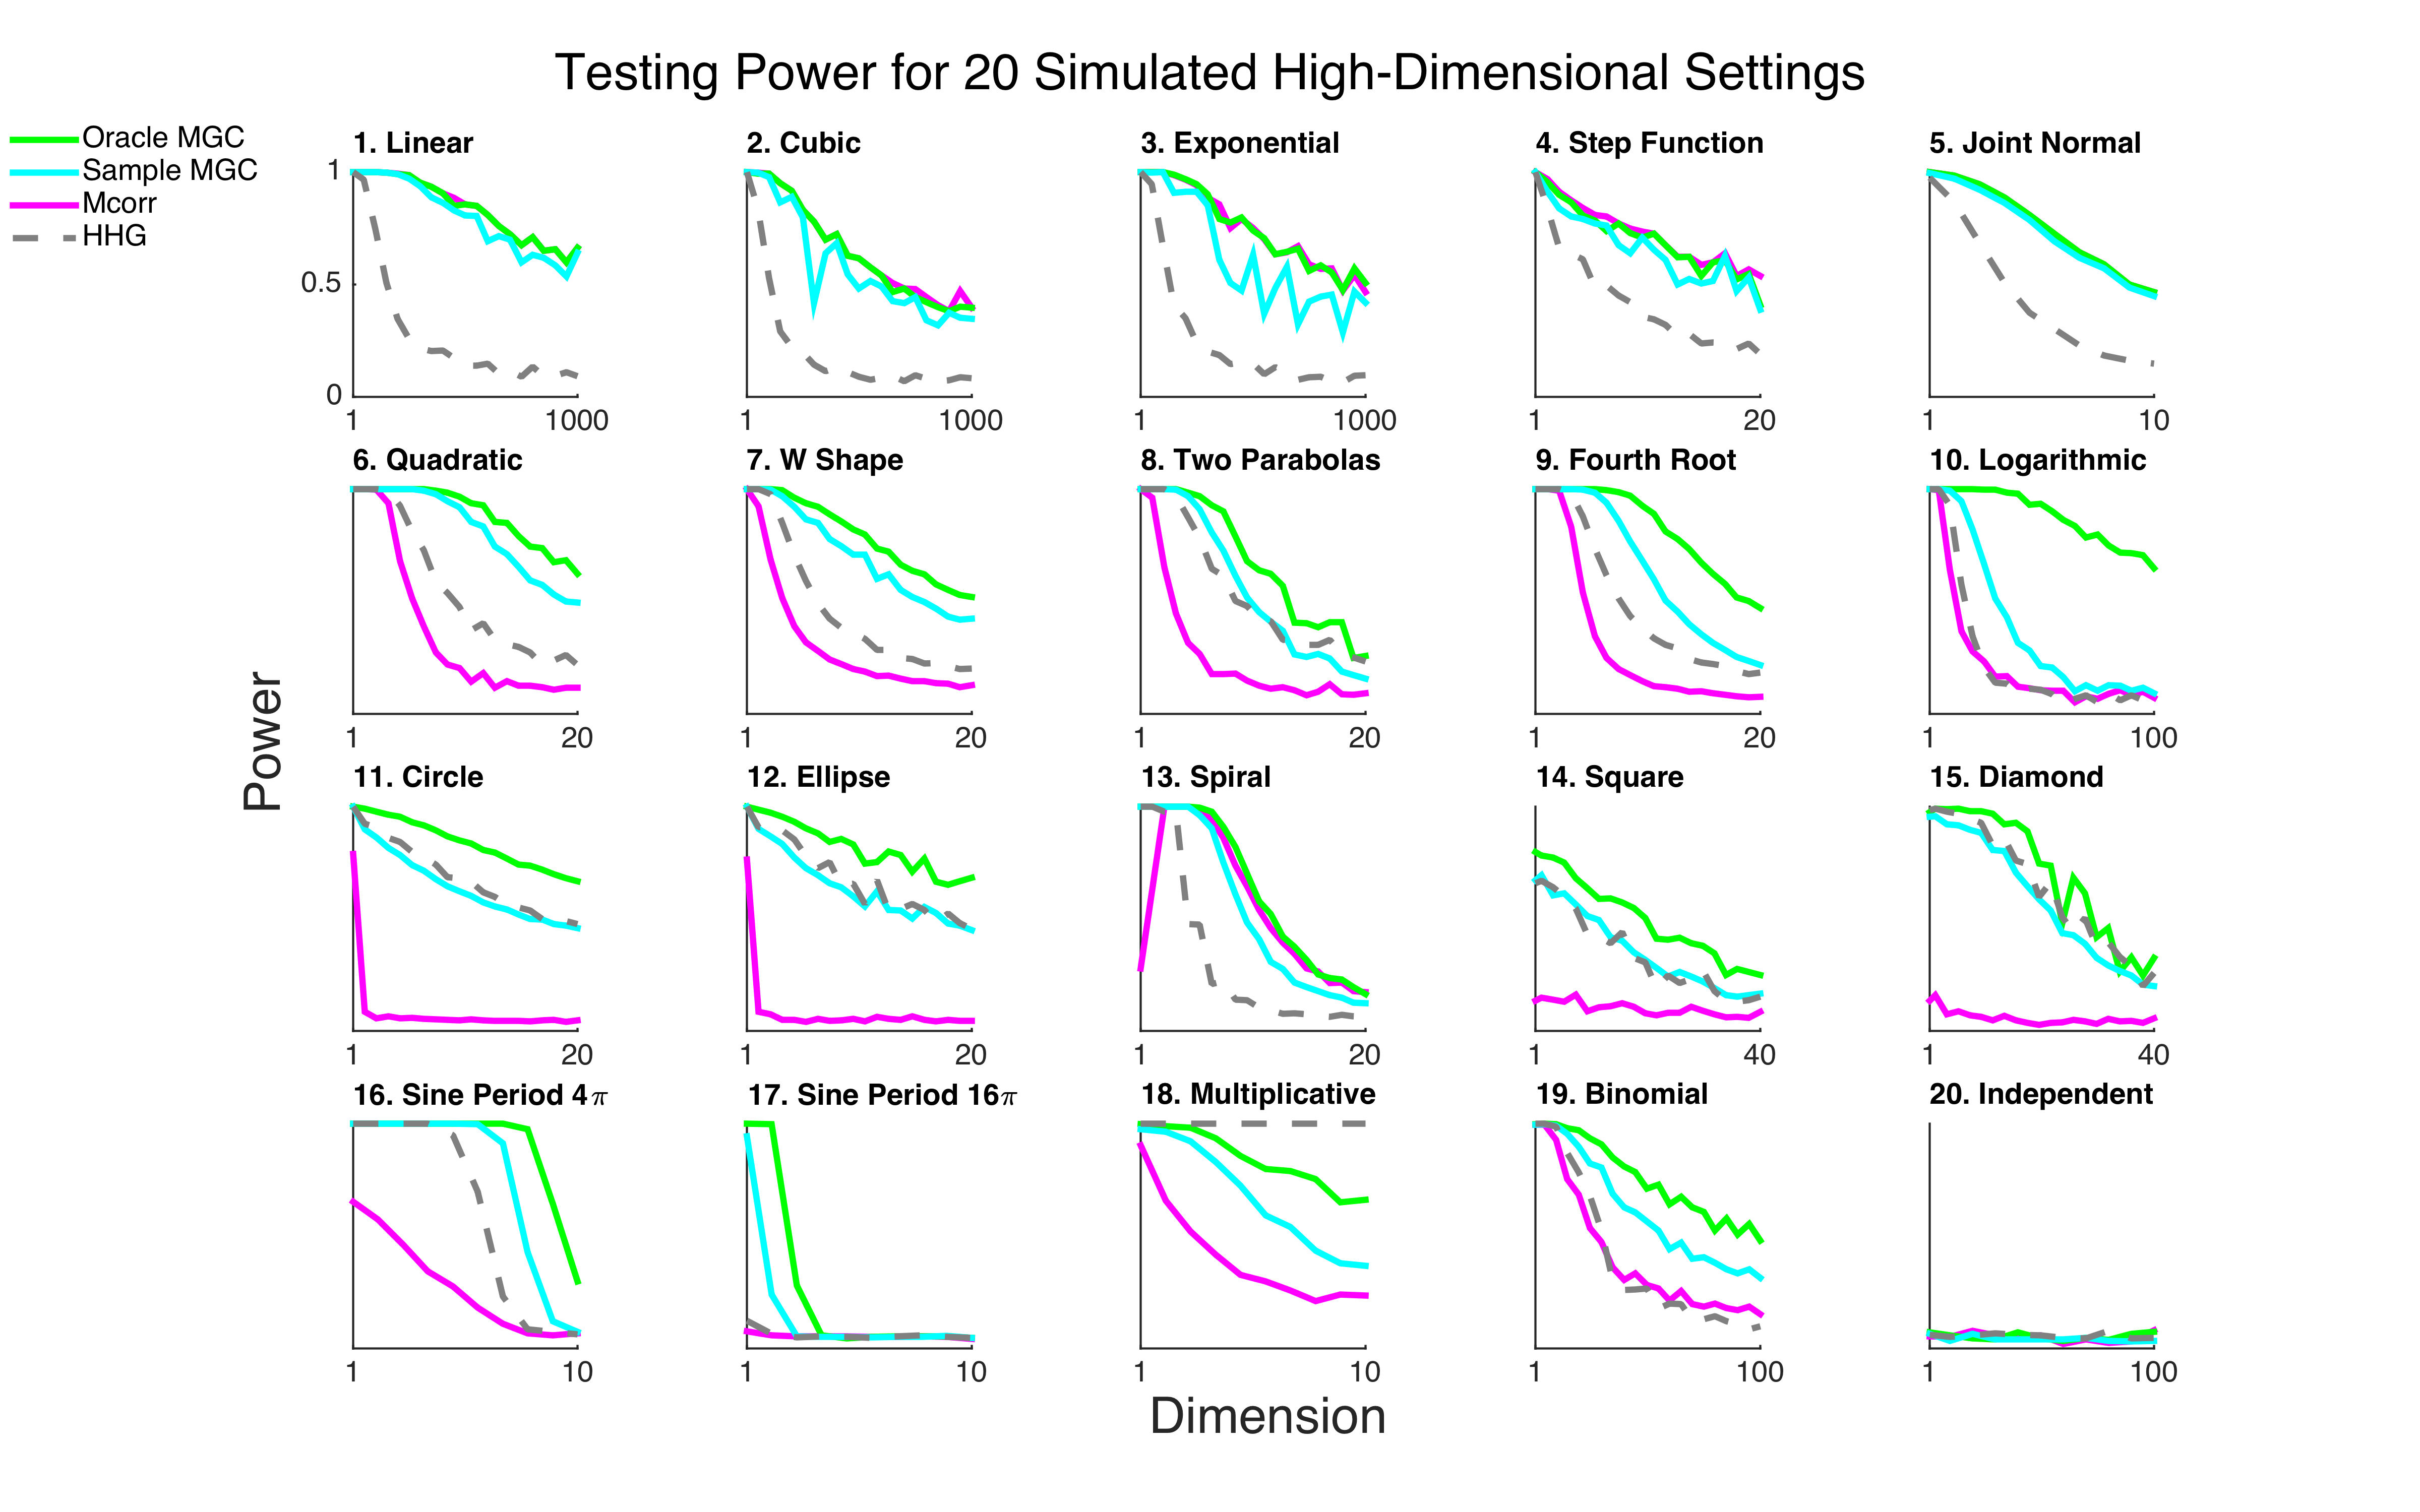 Testing Power for 20 Simulated High-Dimensional Settings
Oracle MGC
Sample MGC
Mcorr
HHG
1. Linear
2. Cubic
3. Exponential
4. Step Function
5. Joint Normal
1
0.5
0
1 1000
1 1000
1 1000
1 20
1 10
6. Quadratic
7. W Shape
8. Two Parabolas
9. Fourth Root
10. Logarithmic
1 20
1 20
1 20
1 20
1 100
Power
11. Circle
12. Ellipse
13. Spiral
14. Square
15. Diamond
1 20
1 20
1 20
1 40
1 40
16. Sine Period 4π
17. Sine Period 16π
18. Multiplicative
19. Binomial
20. Independent
1 10
1 10
1 10
1 100
1 100
Dimension